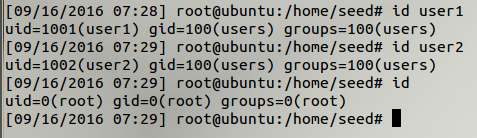 [09/16/2016 07:28] root@ubuntu:/home/seed# id user1
uid=1001(user1) gid=100(users) groups=100(users)
[09/16/2016 07:29] root@ubuntu:/home/seed# id user2
uid=1002(user2) gid=100(users) groups=100(users)
[09/16/2016 07:29] root@ubuntu:/home/seed# id
uid=0(root) gid=0(root) groups=0(root)
[09/16/2016 07:29] root@ubuntu:/home/seed#